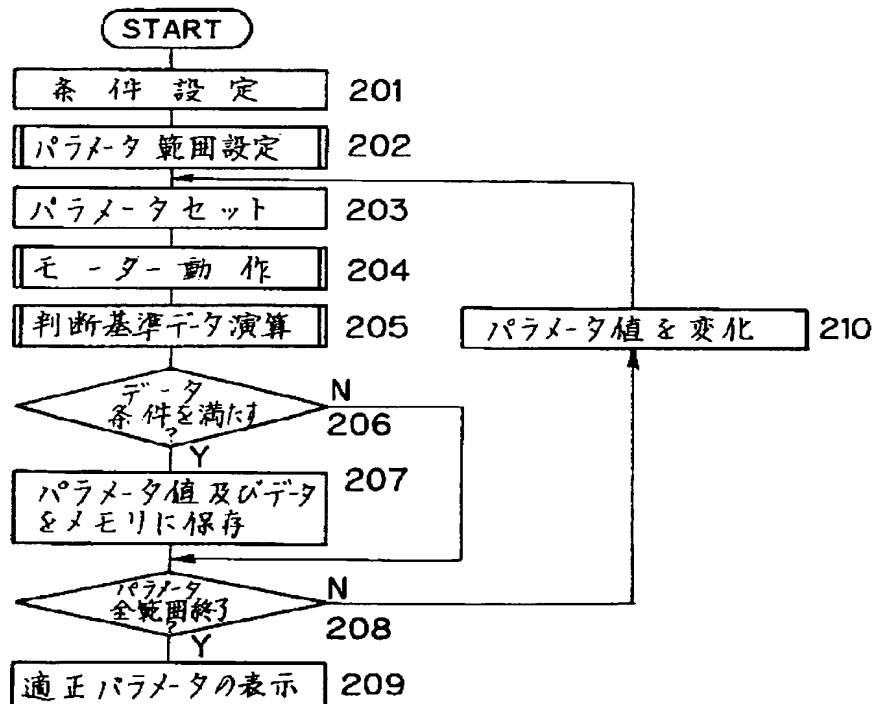 START
条件設定 201
パラメータ範囲設定 202
パラメータセット 203
モーター動作 204
判断基準データ演算 205
パラメータ値を変化 210
データ
条件を満たす
?
N
206
Y
パラメータ値及びデータ
をメモリに保存
207
パラメータ
全範囲終了
?
N
208
Y
適正パラメータの表示 209